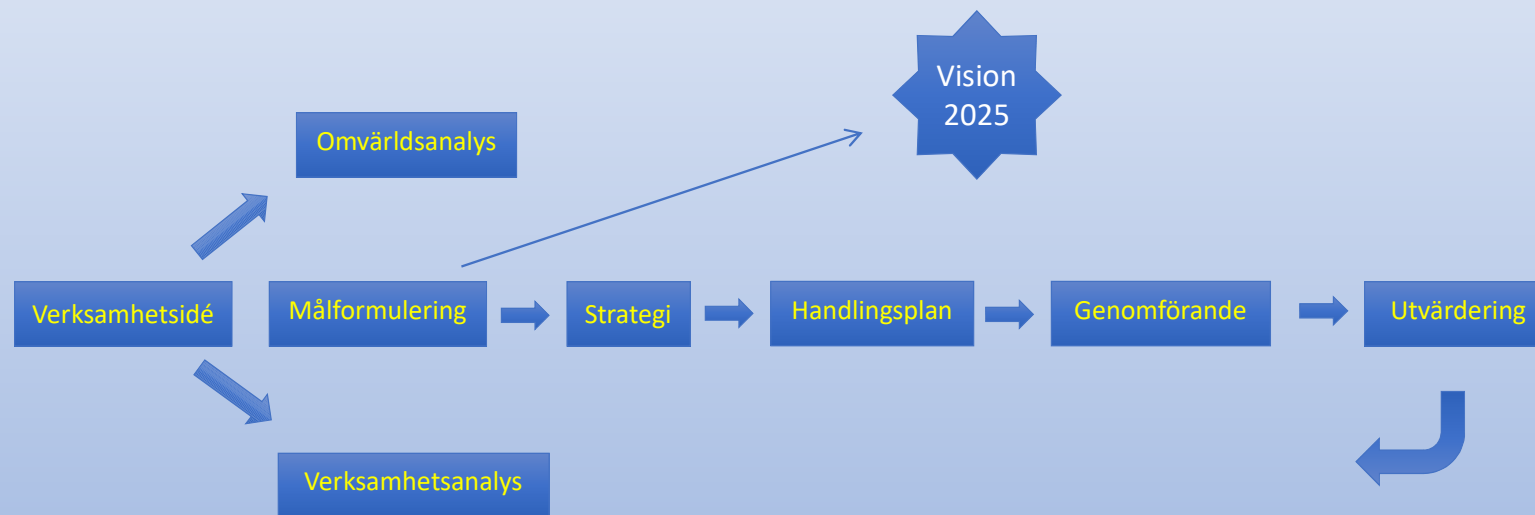 Vision
2025
Omvärldsanalys
Verksamhetsidé
Målformulering
Strategi
Handlingsplan
Genomförande
Utvärdering
Verksamhetsanalys